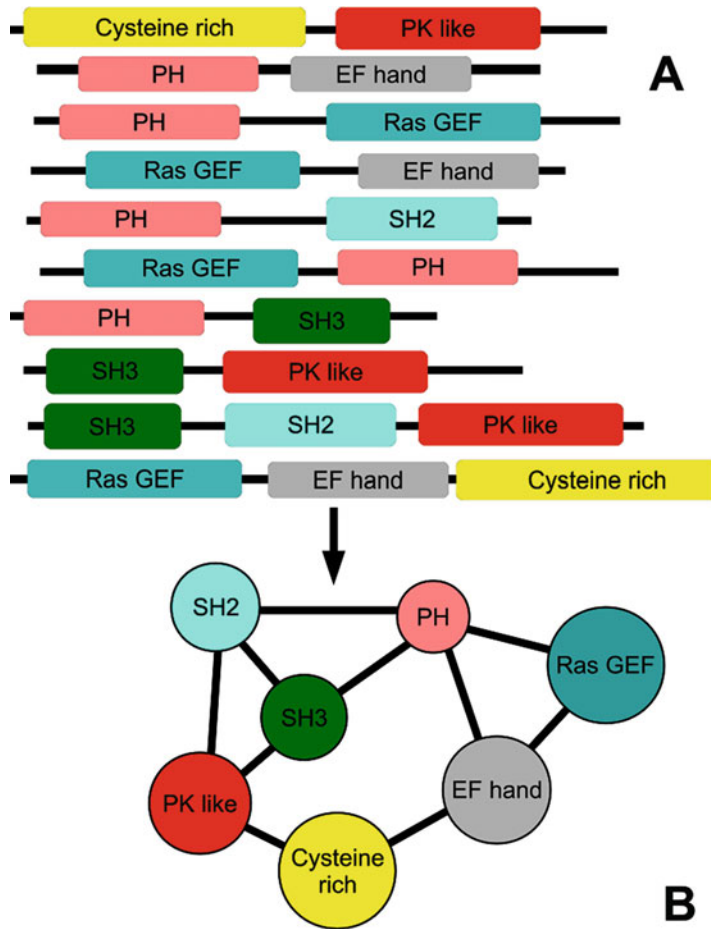 Cysteine rich PK like
A
PH EF hand
PH Ras GEF
Ras GEF EF hand
PH SH2
Ras GEF PH
PH SH3
SH3 PK like
SH3 SH2 PK like
Ras GEF EF hand Cysteine rich
SH2 PH
Ras GEF
SH3
EF hand
PK like
Cysteine
rich
B